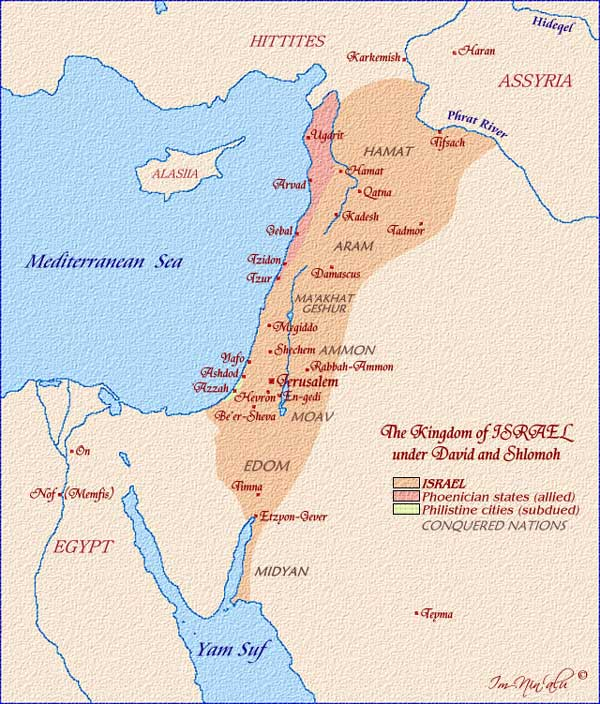 HITTITES
Hideqel
Karkemish
Haran
ASSYRIA
Phrat River
Ugarit
Tifsach
HAMAT
ALASIIA
Hamat
Arvad
Qatna
Kadesh
Gebal
Tadmor
ARAM
Mediterranean Sea
Tzidon
Damascus
Tzur
MA'AKHAT
GESHUR
Megiddo
Yafo
Shechem
AMMON
Ashdod
Rabbah-Ammon
'Azzah
Jerusalem
Hevron
En-gedi
Be'er-Sheva
MOAV
The Kingdom of ISRAEL
under David and Shlomoh
On
EDOM
ISRAEL
Timna
Nof (Memfis)
Phoenician states (allied)
Philistine cities (subdued)
Etzyon-Gever
CONQUERED NATIONS
EGYPT
MIDYAN
Teyma
Yam Suf
Im-Nin'alu ©